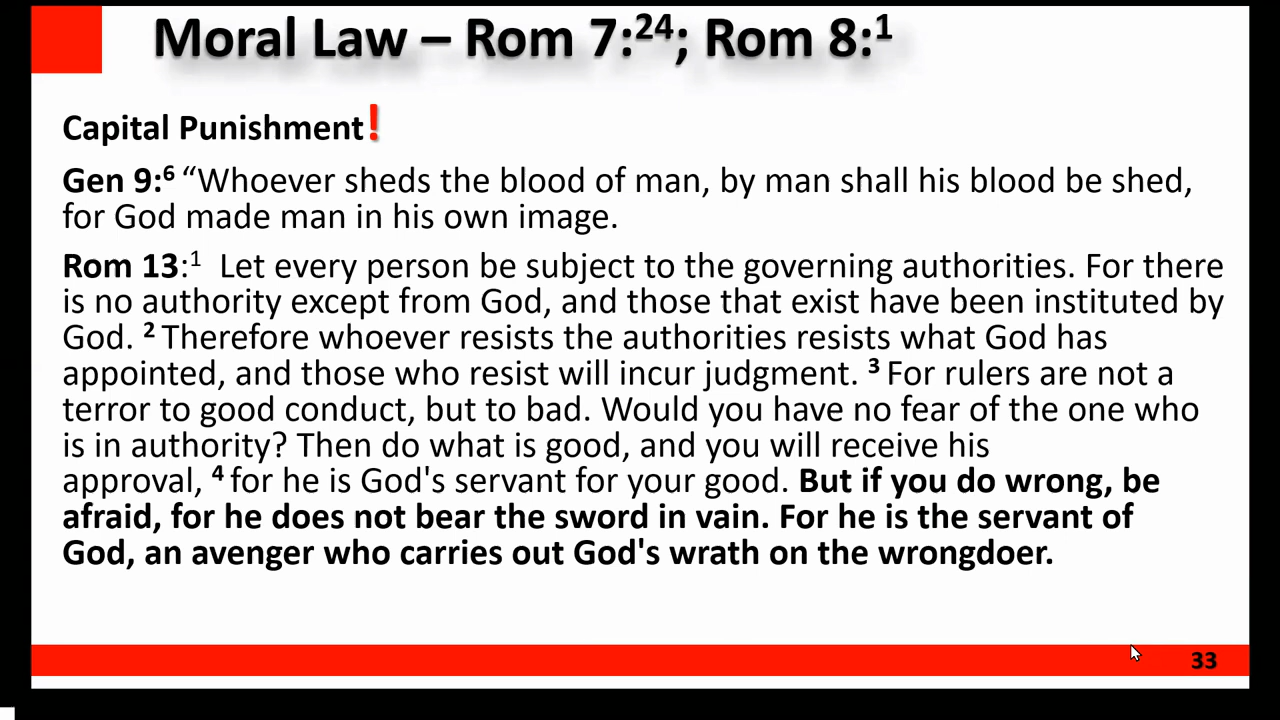 Moral Law – Rom 7:24; Rom 8:1
Capital Punishment!
Gen 9:6 “Whoever sheds the blood of man, by man shall his blood be shed,
for God made man in his own image.
Rom 13:1 Let every person be subject to the governing authorities. For there
is no authority except from God, and those that exist have been instituted by
God. 2 Therefore whoever resists the authorities resists what God has
appointed, and those who resist will incur judgment. 3 For rulers are not a
terror to good conduct, but to bad. Would you have no fear of the one who
is in authority? Then do what is good, and you will receive his
approval, 4 for he is God's servant for your good. But if you do wrong, be
afraid, for he does not bear the sword in vain. For he is the servant of
God, an avenger who carries out God's wrath on the wrongdoer.
33